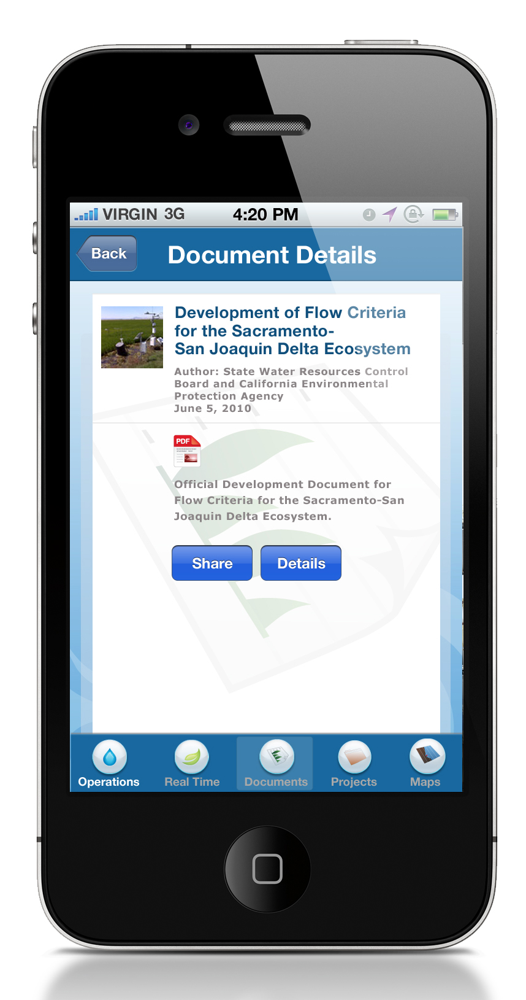 VIRGIN 3G 4:20 PM
Back Document Details
Development of Flow Criteria
for the Sacramento-
San Joaquin Delta Ecosystem
Author: State Water Resources Control
Board and California Environmental
Protection Agency
June 5, 2010
PDF
Official Development Document for
Flow Criteria for the Sacramento-San
Joaquin Delta Ecosystem.
Share Details
Operations Real Time Documents Projects Maps